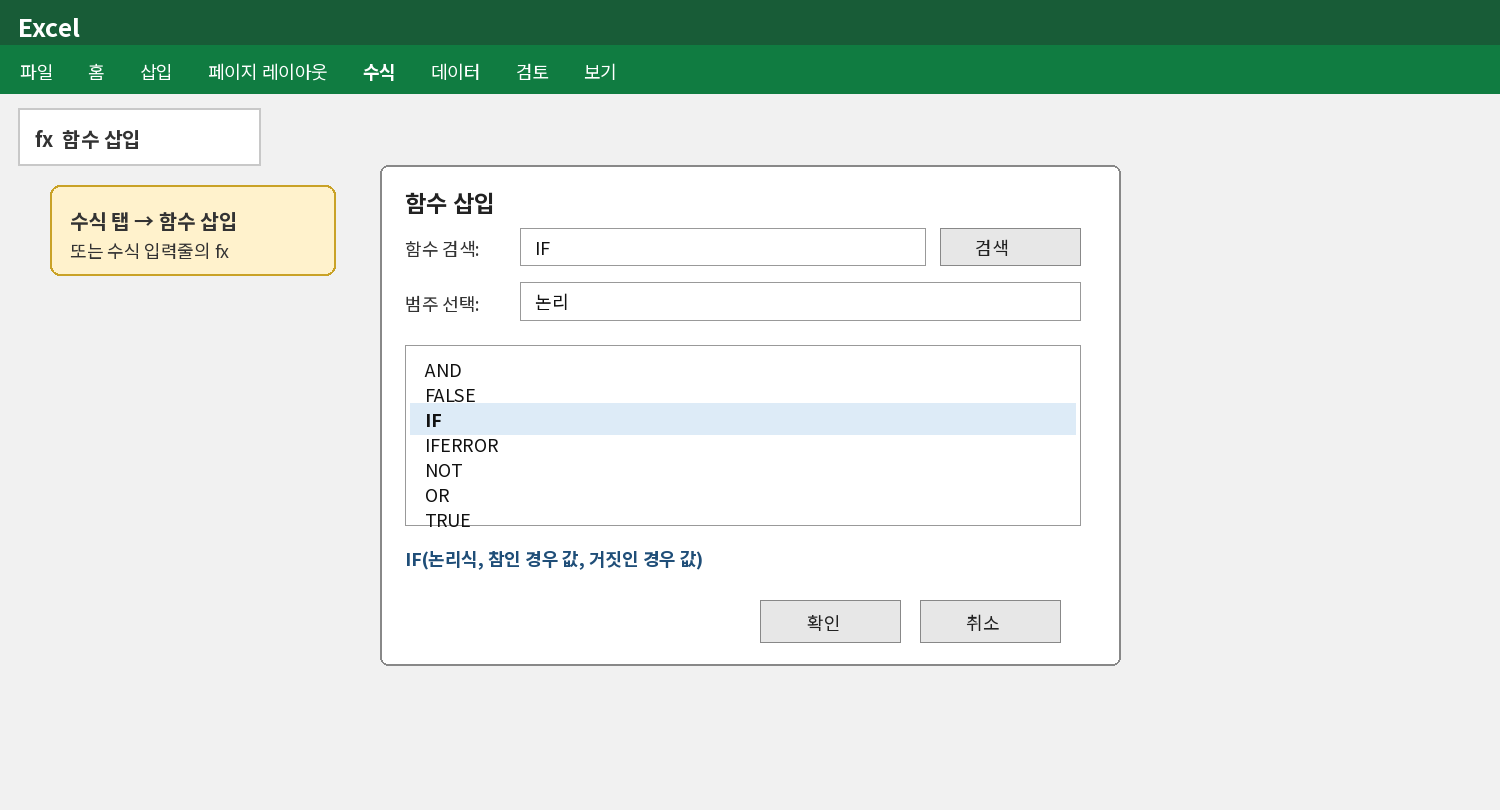 Excel
파일 홈 삽입 페이지 레이아웃 수식 데이터 검토 보기
fx 함수 삽입
수식 탭 → 함수 삽입
또는 수식 입력줄의 fx
함수 삽입
함수 검색: IF 검색
범주 선택: 논리
AND
FALSE
IF
IFERROR
NOT
OR
TRUE
IF(논리식, 참인 경우 값, 거짓인 경우 값)
확인 취소